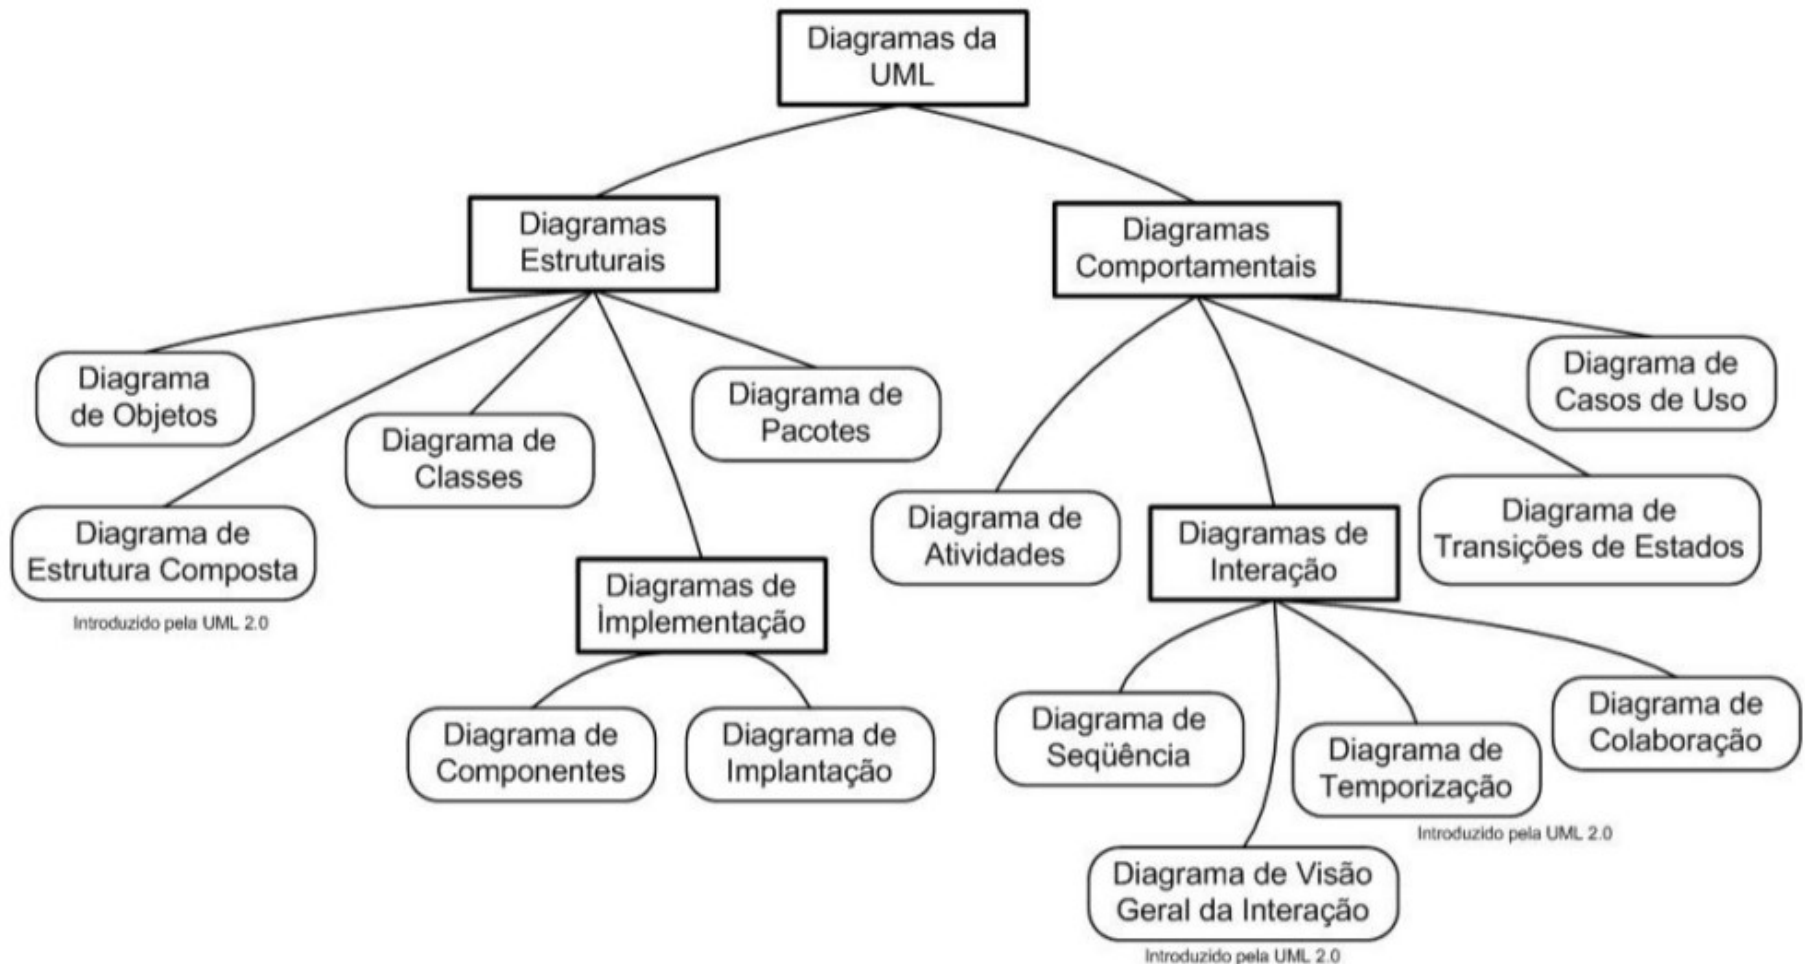 Diagramas da
UML
Diagramas
Estruturais
Diagramas
Comportamentais
Diagrama
de Objetos
Diagrama de
Classes
Diagrama de
Pacotes
Diagrama de
Casos de Uso
Diagrama de
Estrutura Composta
Introduzido pela UML 2.0
Diagramas de
Ìmplementação
Diagrama de
Atividades
Diagramas de
Interação
Diagrama de
Transições de Estados
Diagrama de
Componentes
Diagrama de
Implantação
Diagrama de
Seqüência
Diagrama de
Temporização
Introduzido pela UML 2.0
Diagrama de
Colaboração
Diagrama de Visão
Geral da Interação
Introduzido pela UML 2.0